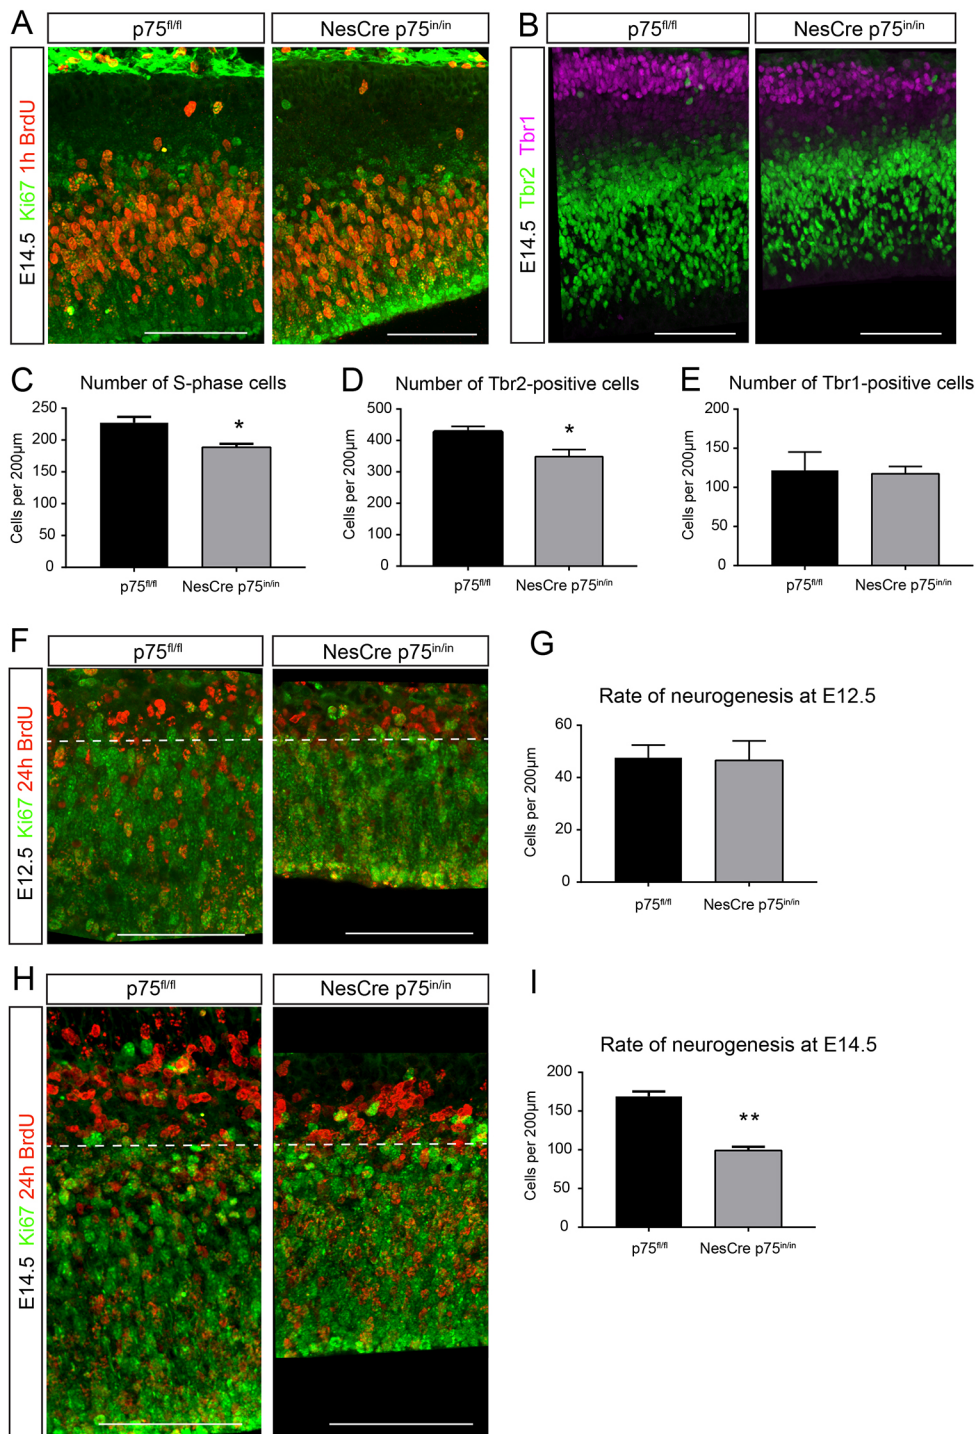 A
p75fl/fl
NesCre p75in/in
E14.5 Ki67 1h BrdU
B
p75fl/fl
NesCre p75in/in
E14.5 Tbr2 Tbr1
C
Number of S-phase cells
Cells per 200µm
250
200
150
100
50
0
*
p75fl/fl
NesCre p75in/in
D
Number of Tbr2-positive cells
Cells per 200µm
500
400
300
200
100
0
*
p75fl/fl
NesCre p75in/in
E
Number of Tbr1-positive cells
Cells per 200µm
200
150
100
50
0
p75fl/fl
NesCre p75in/in
F
p75fl/fl
NesCre p75in/in
E12.5 Ki67 24h BrdU
G
Rate of neurogenesis at E12.5
Cells per 200µm
60
40
20
0
p75fl/fl
NesCre p75in/in
H
p75fl/fl
NesCre p75in/in
E14.5 Ki67 24h BrdU
I
Rate of neurogenesis at E14.5
Cells per 200µm
200
150
100
50
0
**
p75fl/fl
NesCre p75in/in